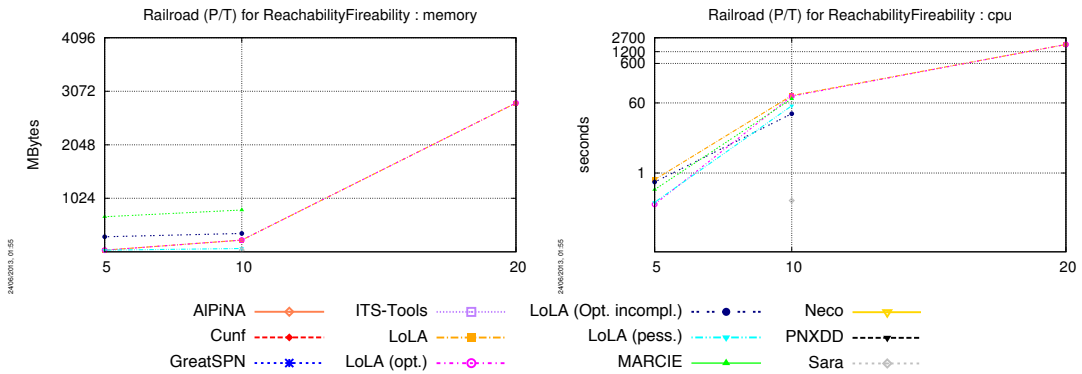 Railroad (P/T) for ReachabilityFireability : memory
4096
3072
2048
1024
MBytes
5
10
20
24/06/2013, 01:55
Railroad (P/T) for ReachabilityFireability : cpu
2700
1200
600
60
1
seconds
5
10
20
24/06/2013, 01:55
AlPiNA
Cunf
GreatSPN
ITS-Tools
LoLA
LoLA (opt.)
LoLA (Opt. incompl.)
LoLA (pess.)
MARCIE
Neco
PNXDD
Sara